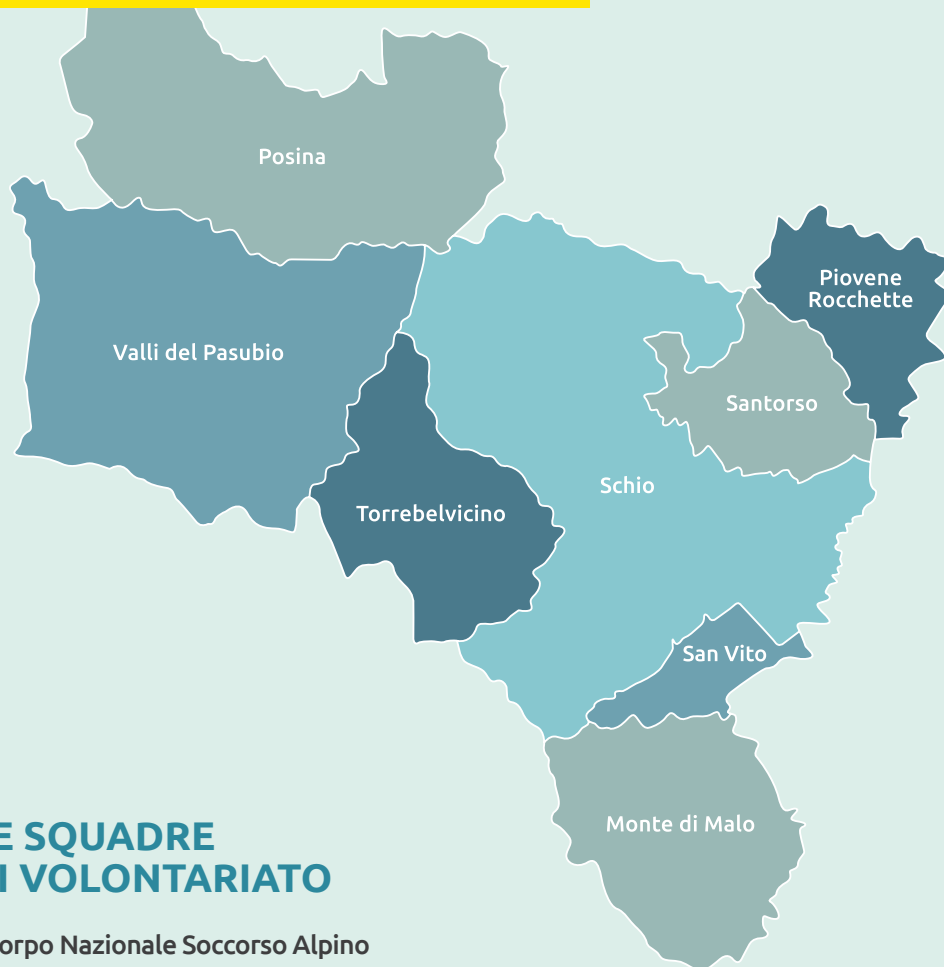 Posina
Piovene
Rocchette
Valli del Pasubio
Santorso
Schio
Torrebelvicino
San Vito
Monte di Malo
E SQUADRE
I VOLONTARIATO
orpo Nazionale Soccorso Alpino